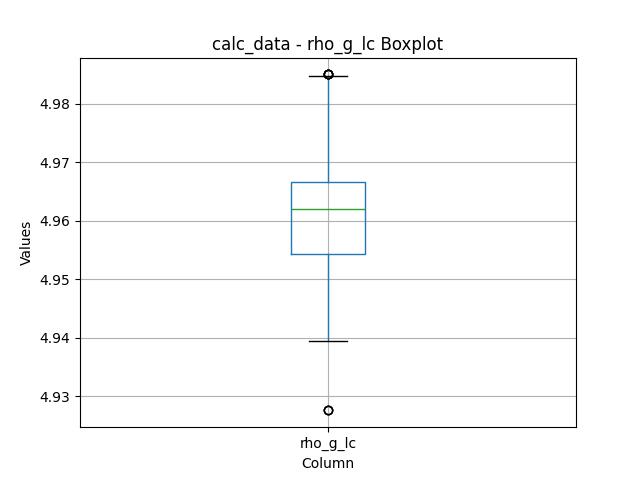 calc_data - rho_g_lc Boxplot
4.98
4.97
4.96
4.95
4.94
4.93
Values
rho_g_lc
Column